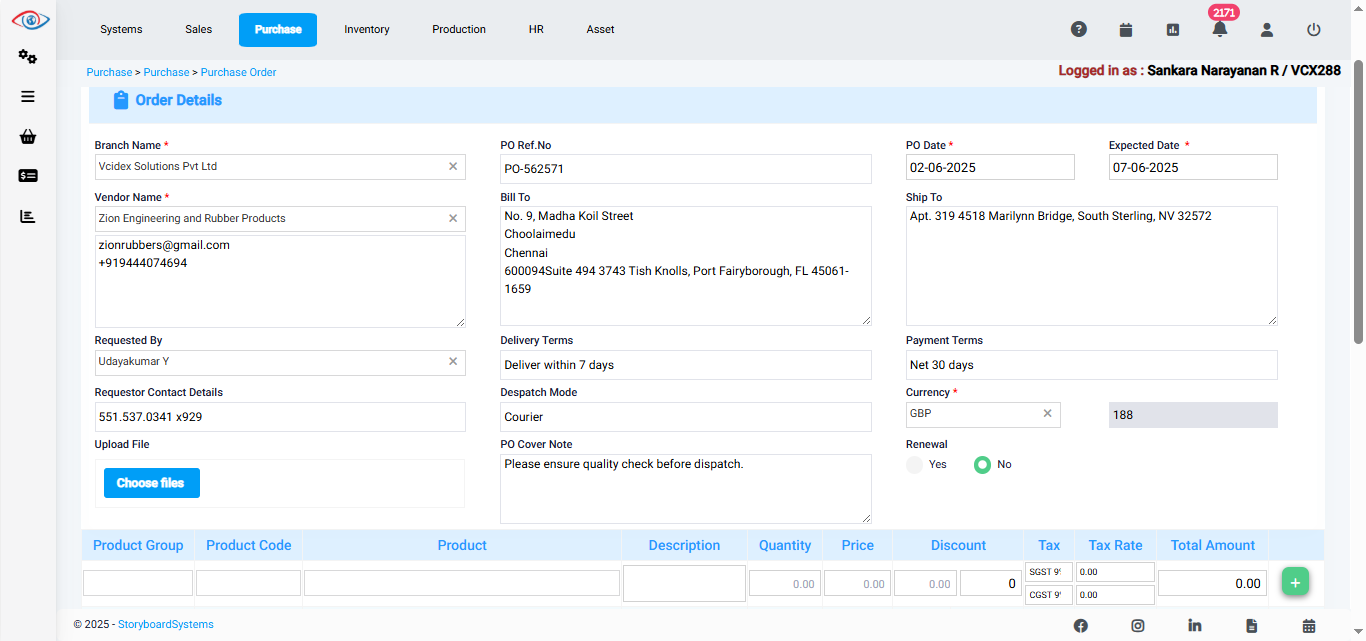 Systems
Sales
Purchase
Inventory
Production
HR
Asset
2171
Purchase > Purchase > Purchase Order
Logged in as : Sankara Narayanan R / VCX288
Order Details
Branch Name *
Vcidex Solutions Pvt Ltd
PO Ref.No
PO-562571
PO Date *
02-06-2025
Expected Date *
07-06-2025
Vendor Name *
Zion Engineering and Rubber Products
zionrubbers@gmail.com
+919444074694
Bill To
No. 9, Madha Koil Street
Choolaimedu
Chennai
600094Suite 494 3743 Tish Knolls, Port Fairyborough, FL 45061-
1659
Ship To
Apt. 319 4518 Marilynn Bridge, South Sterling, NV 32572
Requested By
Udayakumar Y
Delivery Terms
Deliver within 7 days
Payment Terms
Net 30 days
Requestor Contact Details
551.537.0341 x929
Despatch Mode
Courier
Currency *
GBP
188
Upload File
Choose files
PO Cover Note
Please ensure quality check before dispatch.
Renewal
Yes
No
Product Group
Product Code
Product
Description
Quantity
Price
Discount
Tax
Tax Rate
Total Amount
0.00
0.00
0.00
0
SGST 9
0.00
CGST 9
0.00
0.00
+
© 2025 - StoryboardSystems